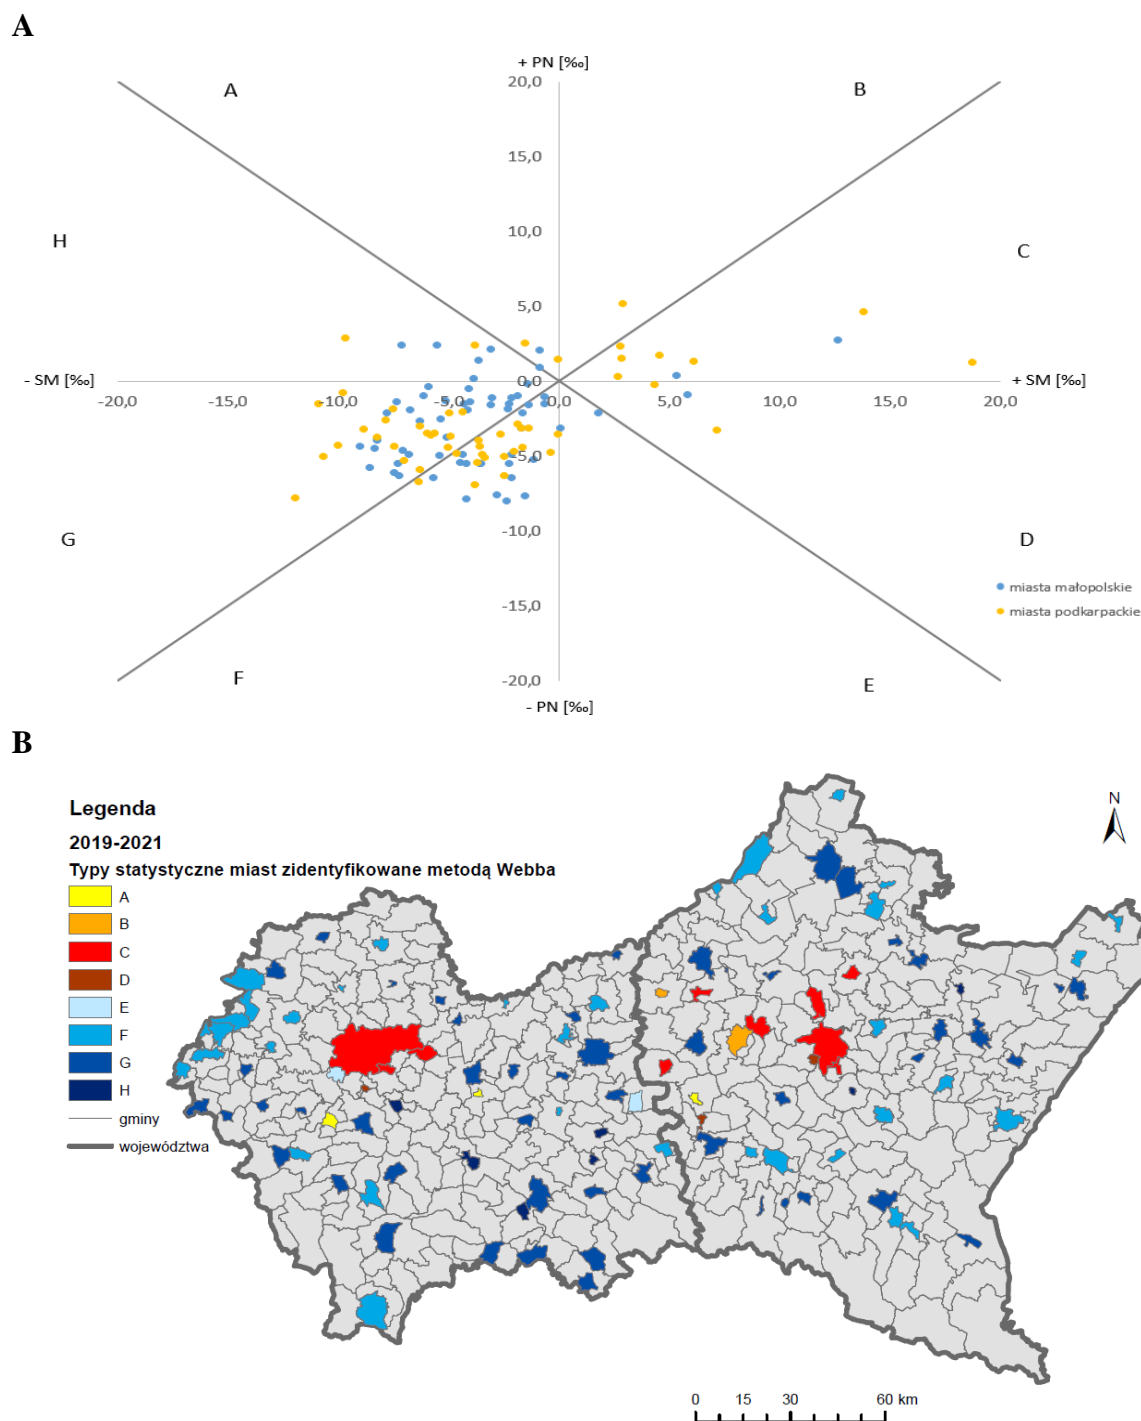 A
+ PN [‰]
20,0
A
B
15,0
10,0
H
C
5,0
- SM [‰]
0,0
+ SM [‰]
-20,0
-15,0
-10,0
-5,0
0,0
5,0
10,0
15,0
20,0
-5,0
-10,0
G
D
miasta małopolskie
-15,0
miasta podkarpackie
F
E
-20,0
- PN [‰]
B
Legenda
2019-2021
Typy statystyczne miast zidentyfikowane metodą Webba
A
B
C
D
E
F
G
H
gminy
województwa
N
0 15 30 60 km